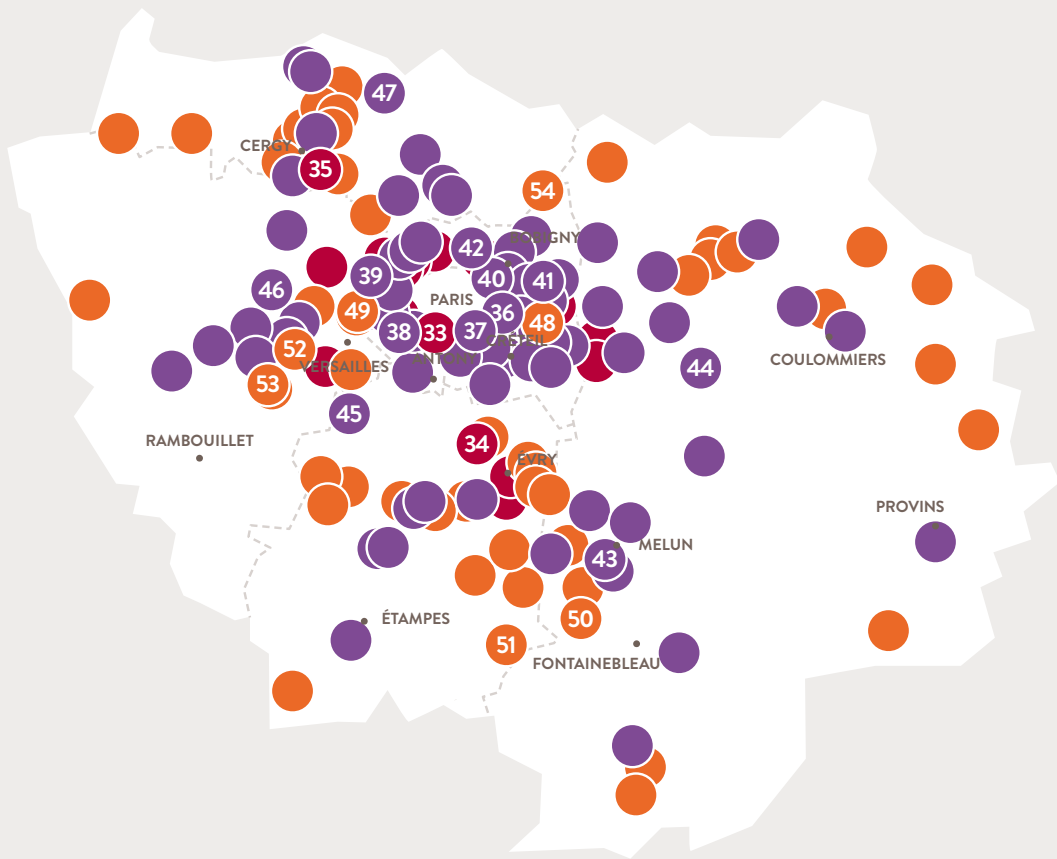 47
CERGY
35
54
BOBIGNY
42
39
40
41
46
PARIS
49
36
48
38
33
37
CRÉTEIL
52
ANTONY
VERSAILLES
COULOMMIERS
44
53
45
RAMBOUILLET
34
ÉVRY
PROVINS
MELUN
43
ÉTAMPES
50
51
FONTAINEBLEAU